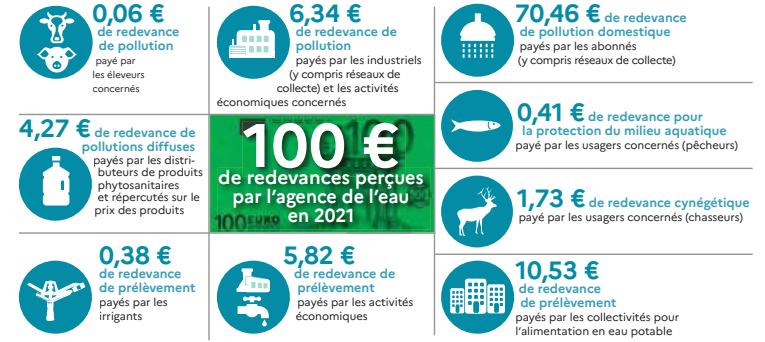 0,06 €
de redevance
de pollution
payé par
les éleveurs
concernés
6,34 €
de redevance de
pollution
payés par les industriels
(y compris réseaux de
collecte) et les activités
économiques concernés
70,46 € de redevance
de pollution domestique
payés par les abonnés
(y compris réseaux de collecte)
4,27 € de redevance de
pollutions diffuses
payés par les distri-
buteurs de produits
phytosanitaires
et répercutés sur le
prix des produits
100 €
de redevances perçues
par l'agence de l'eau
en 2021
100 EURO
0,41 € de redevance pour
la protection du milieu aquatique
payé par les usagers concernés (pêcheurs)
1,73 € de redevance cynégétique
payé par les usagers concernés (chasseurs)
0,38 €
de redevance
de prélèvement
payés par les
irrigants
5,82 €
de redevance de
prélèvement
payés par les activités
économiques
10,53 €
de redevance
de prélèvement
payés par les collectivités pour
l'alimentation en eau potable